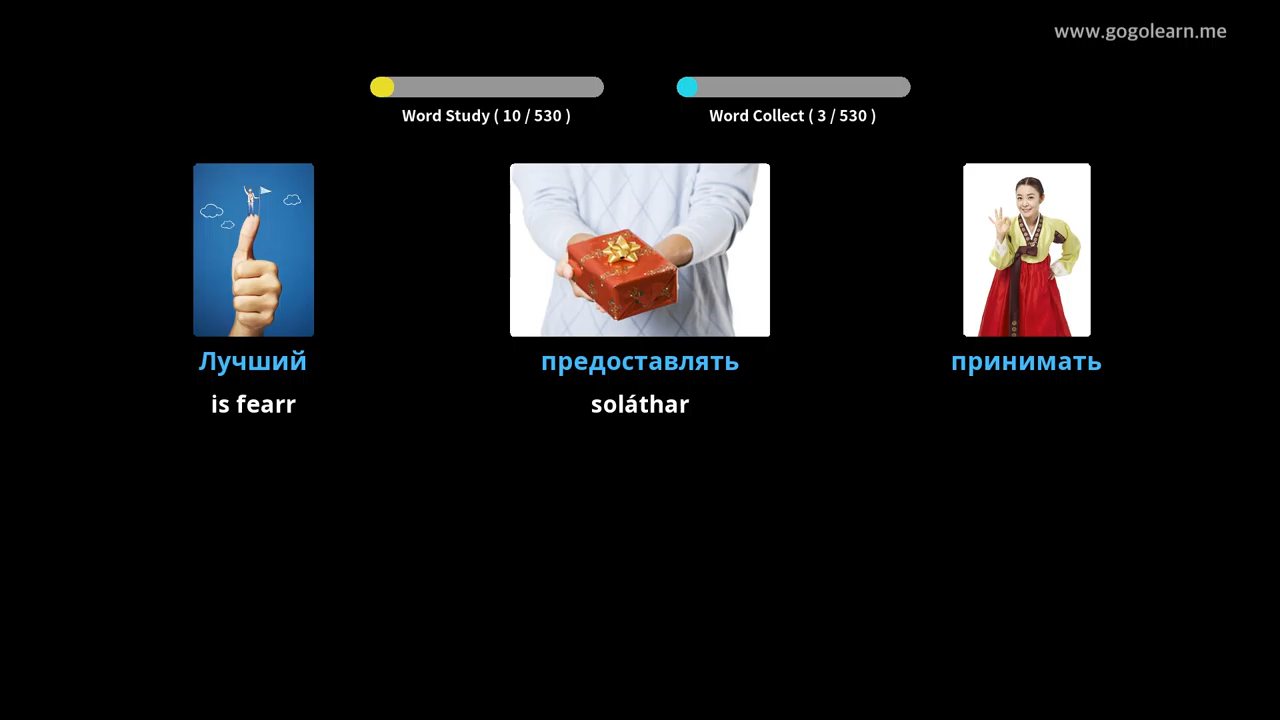 www.gogolearn.me
Word Study ( 10 / 530 )
Word Collect ( 3 / 530 )
Лучший
предоставлять
принимать
is fearr
soláthar